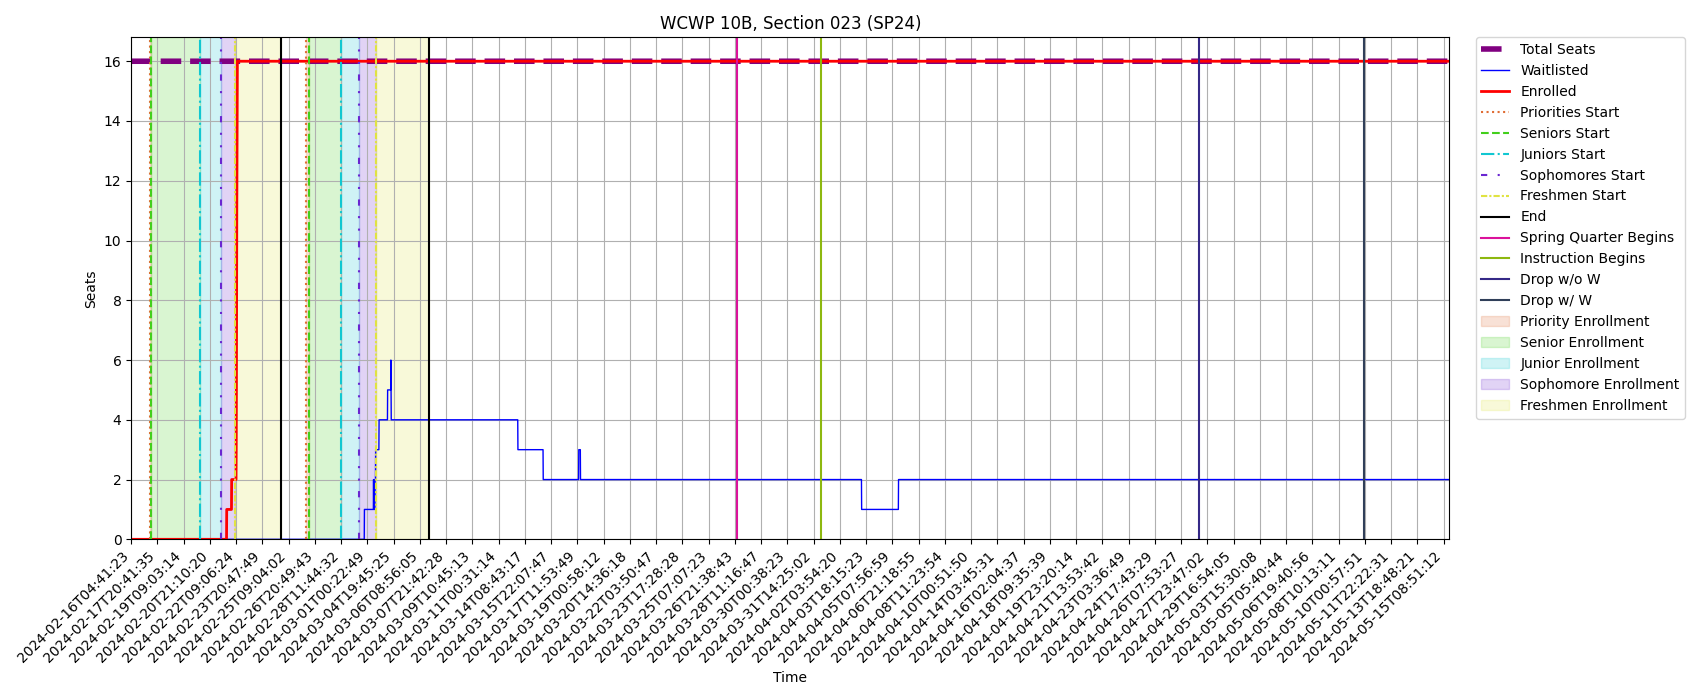 WCWP 10B, Section 023 (SP24)
Seats
16
14
12
10
8
6
4
2
0
2024-02-16T04:41:23
2024-02-17T20:41:35
2024-02-19T09:03:14
2024-02-20T21:10:20
2024-02-22T09:06:24
2024-02-23T20:47:49
2024-02-25T09:04:02
2024-02-26T20:49:43
2024-02-28T11:44:32
2024-03-01T00:22:49
2024-03-04T19:45:25
2024-03-06T08:56:05
2024-03-07T21:42:28
2024-03-09T10:45:13
2024-03-11T00:31:14
2024-03-14T08:43:17
2024-03-15T22:07:47
2024-03-17T11:53:49
2024-03-19T00:58:12
2024-03-20T14:36:18
2024-03-22T03:50:47
2024-03-23T17:28:28
2024-03-25T07:07:23
2024-03-26T21:38:43
2024-03-28T11:16:47
2024-03-30T00:38:23
2024-03-31T14:25:02
2024-04-02T03:54:20
2024-04-03T18:15:23
2024-04-05T07:56:59
2024-04-06T21:18:55
2024-04-08T11:23:54
2024-04-10T00:51:50
2024-04-14T03:45:31
2024-04-16T02:04:37
2024-04-18T09:35:39
2024-04-19T23:20:14
2024-04-21T13:53:42
2024-04-23T03:36:49
2024-04-24T17:43:29
2024-04-26T07:53:27
2024-04-27T23:47:02
2024-04-29T16:54:05
2024-05-03T15:30:08
2024-05-05T05:40:44
2024-05-06T19:40:56
2024-05-08T10:13:11
2024-05-10T00:57:51
2024-05-11T22:22:31
2024-05-13T18:48:21
2024-05-15T08:51:12
Time
Total Seats
Waitlisted
Enrolled
Priorities Start
Seniors Start
Juniors Start
Sophomores Start
Freshmen Start
End
Spring Quarter Begins
Instruction Begins
Drop w/o W
Drop w/ W
Priority Enrollment
Senior Enrollment
Junior Enrollment
Sophomore Enrollment
Freshmen Enrollment